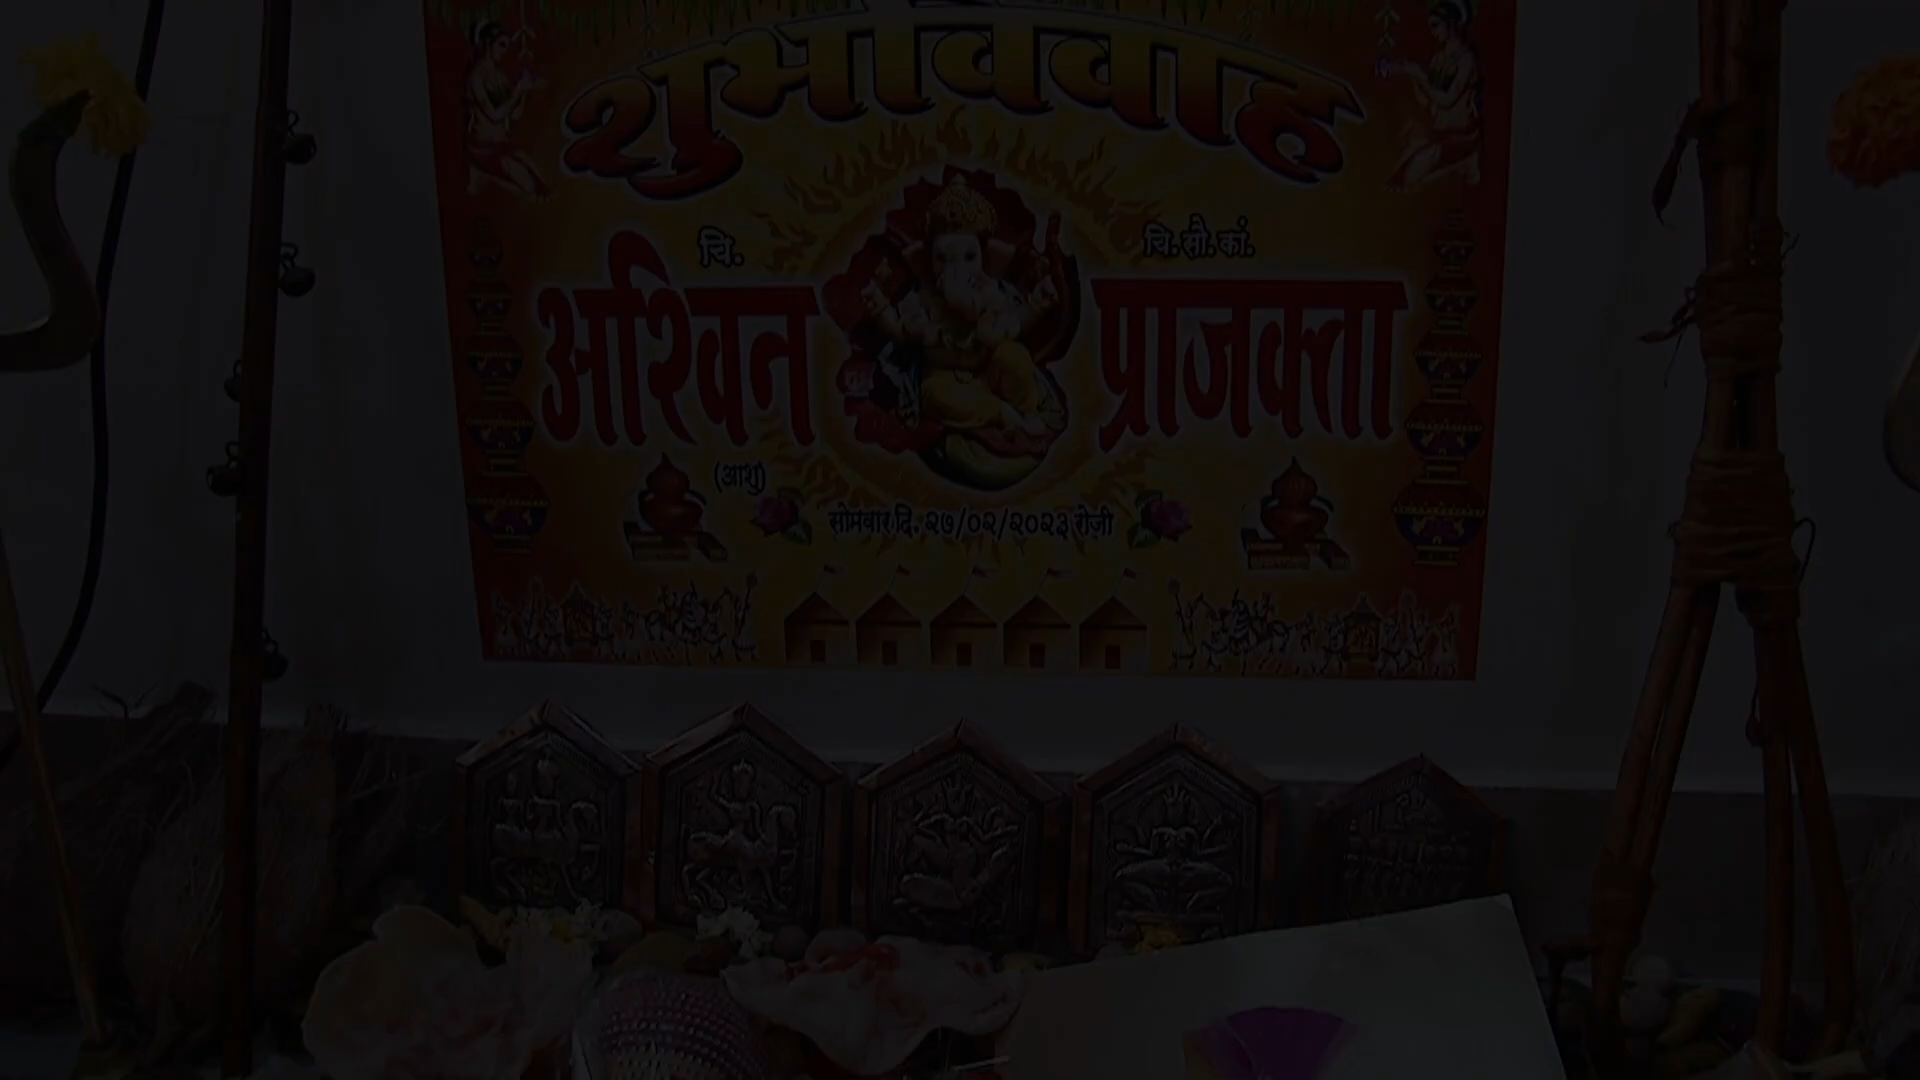 शुभविवाह
चि. चि. सौ. कां.
अश्विन प्राजक्ता
(आशु)
सोमवार दि. २७/०२/२०२३ रोजी